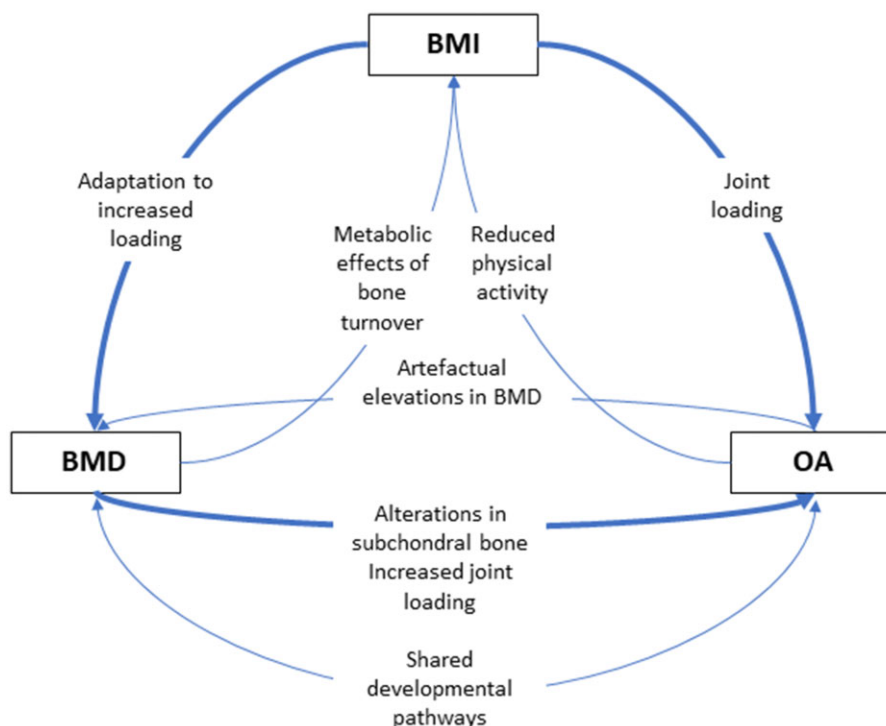 BMI
Adaptation to
increased
loading
Joint
loading
Metabolic
effects of
bone
turnover
Reduced
physical
activity
Artefactual
elevations in BMD
BMD
OA
Alterations in
subchondral bone
Increased joint
loading
Shared
developmental
pathways